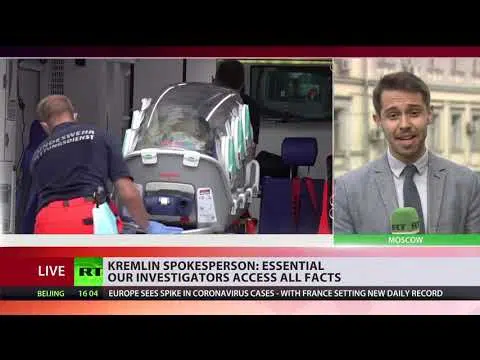 BUNDESWEHR
RETTUNGSDIENST
RT
MOSCOW
LIVE
RT
KREMLIN SPOKESPERSON: ESSENTIAL
OUR INVESTIGATORS ACCESS ALL FACTS
BEIJING 16:04 EUROPE SEES SPIKE IN CORONAVIRUS CASES - WITH FRANCE SETTING NEW DAILY RECORD